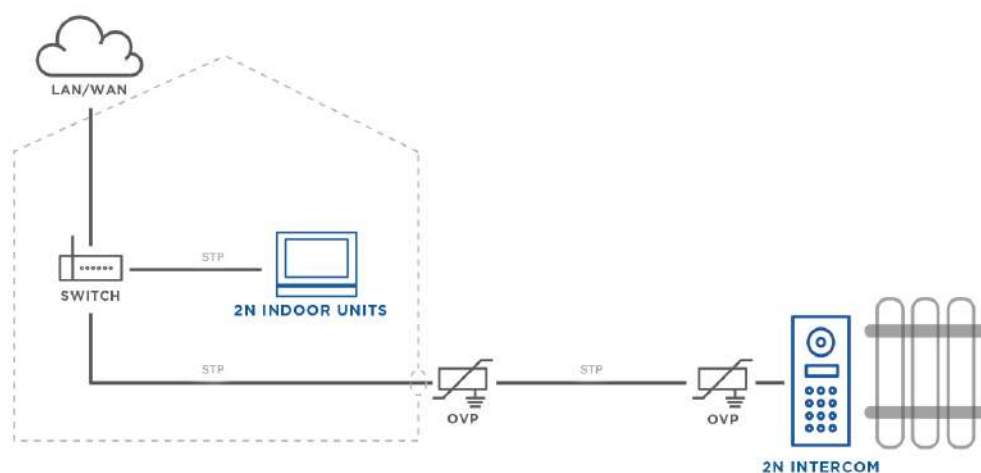 LAN/WAN
STP
SWITCH
2N INDOOR UNITS
STP
STP
OVP
OVP
2N INTERCOM